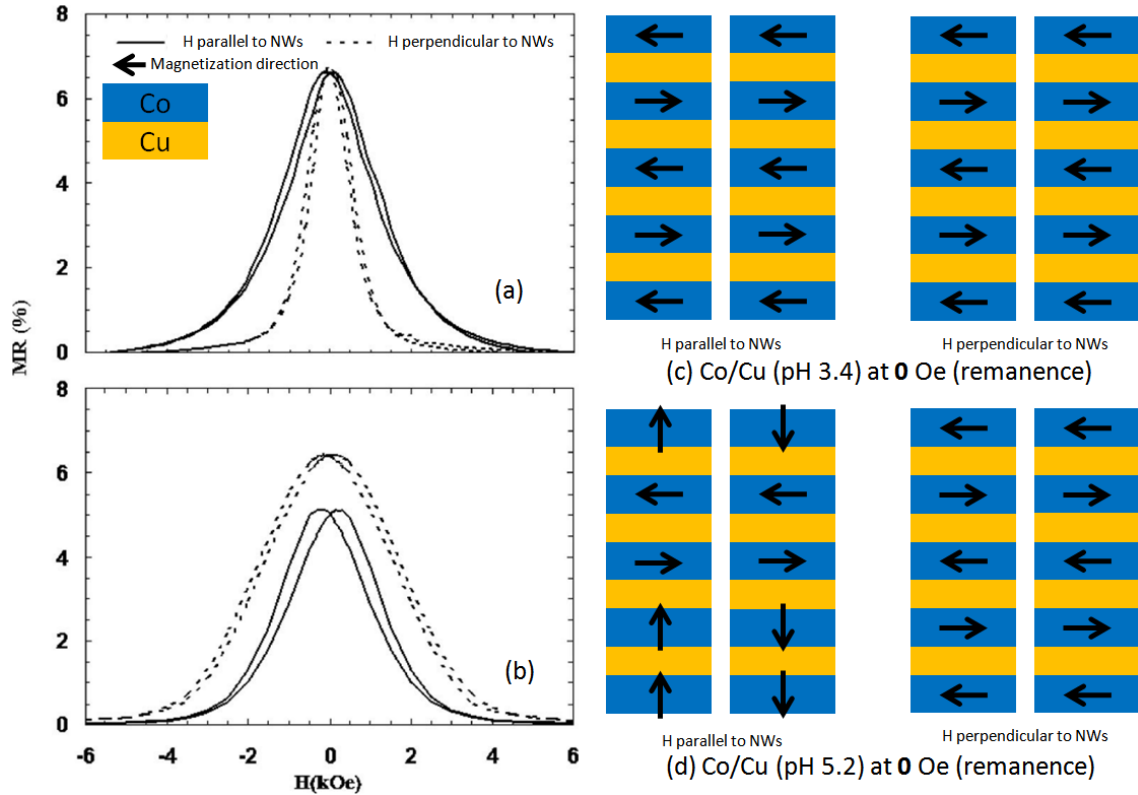 8
H parallel to NWs
H perpendicular to NWs
Magnetization direction
6
Co
Cu
4
2
(a)
0
MR (%)
8
6
4
2
(b)
0
-6
-4
-2
0
2
4
6
H(kOe)
H parallel to NWs
H perpendicular to NWs
(c) Co/Cu (pH 3.4) at 0 Oe (remanence)
H parallel to NWs
H perpendicular to NWs
(d) Co/Cu (pH 5.2) at 0 Oe (remanence)